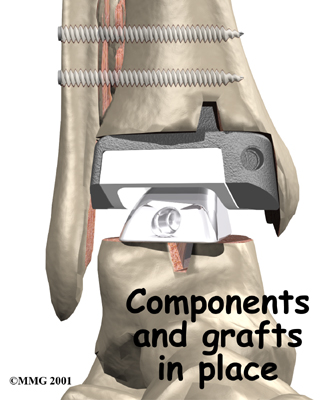 Components
and grafts
in place
©MMG 2001